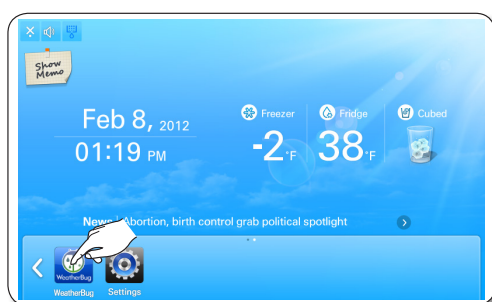 Show
Memo
Feb 8, 2012
01:19 PM
Freezer
-2°F
Fridge
38°F
Cubed
News | Abortion, birth control grab political spotlight
WeatherBug
WeatherBug
Settings